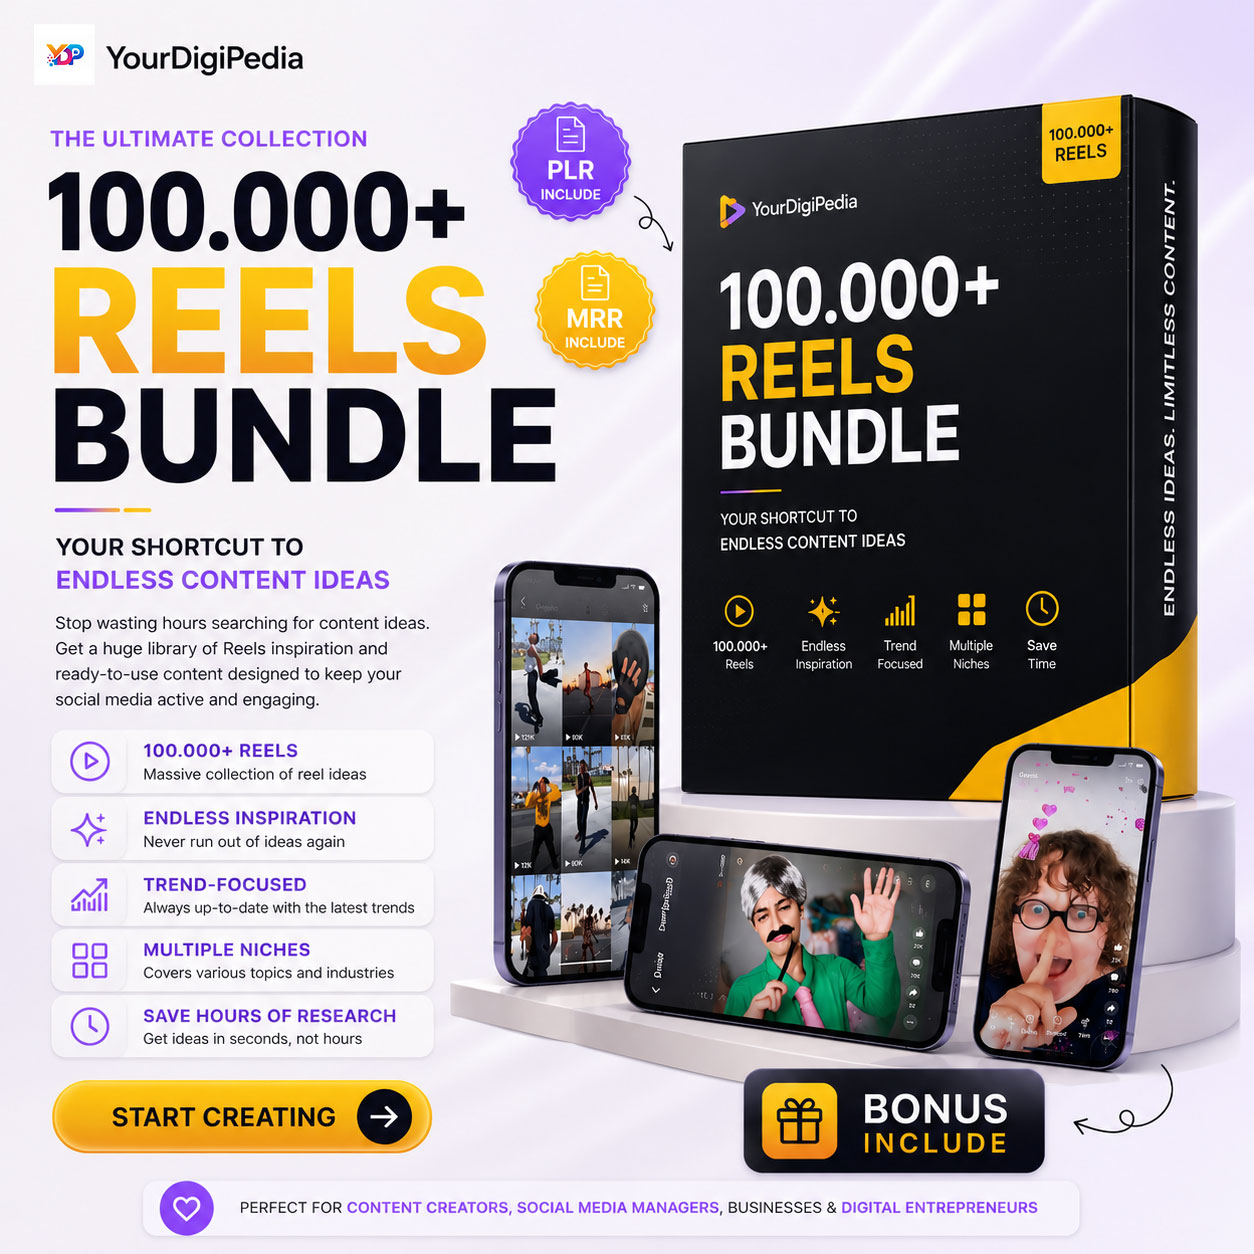 YDP
YourDigiPedia
THE ULTIMATE COLLECTION
100.000+
REELS
BUNDLE
YOUR SHORTCUT TO
ENDLESS CONTENT IDEAS
Stop wasting hours searching for content ideas.
Get a huge library of Reels inspiration and
ready-to-use content designed to keep your
social media active and engaging.
100.000+ REELS
Massive collection of reel ideas
ENDLESS INSPIRATION
Never run out of ideas again
TREND-FOCUSED
Always up-to-date with the latest trends
MULTIPLE NICHES
Covers various topics and industries
SAVE HOURS OF RESEARCH
Get ideas in seconds, not hours
START CREATING
PLR
INCLUDE
MRR
INCLUDE
100.000+
REELS
YourDigiPedia
100.000+
REELS
BUNDLE
YOUR SHORTCUT TO
ENDLESS CONTENT IDEAS
100.000+
Reels
Endless
Inspiration
Trend
Focused
Multiple
Niches
Save
Time
ENDLESS IDEAS. LIMITLESS CONTENT.
BONUS
INCLUDE
PERFECT FOR CONTENT CREATORS, SOCIAL MEDIA MANAGERS, BUSINESSES & DIGITAL ENTREPRENEURS